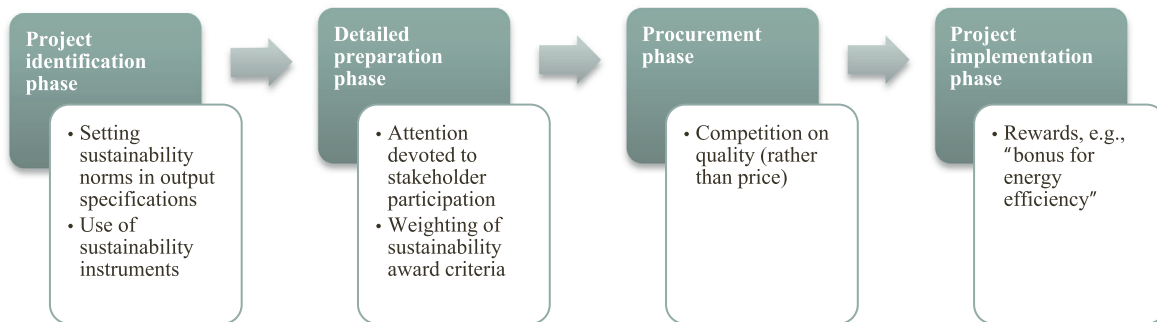 Project
identification
phase
• Setting
sustainability
norms in output
specifications
• Use of
sustainability
instruments
Detailed
preparation
phase
• Attention
devoted to
stakeholder
participation
• Weighting of
sustainability
award criteria
Procurement
phase
• Competition on
quality (rather
than price)
Project
implementation
phase
• Rewards, e.g.,
“bonus for
energy
efficiency”